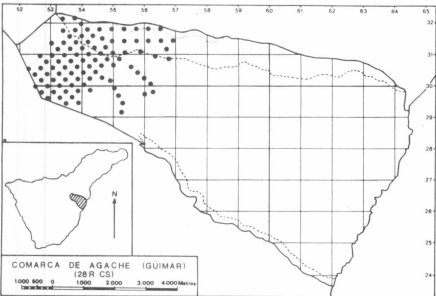 52 53 54 55 56 57 58 59 60 61 62 63 64 65
32
31
30
29
28
27
26
25
24
N
COMARCA DE AGACHE (GÜIMAR)
(28R CS)
1.000 500 0 1.000 2.000 3.000 4.000 Metros